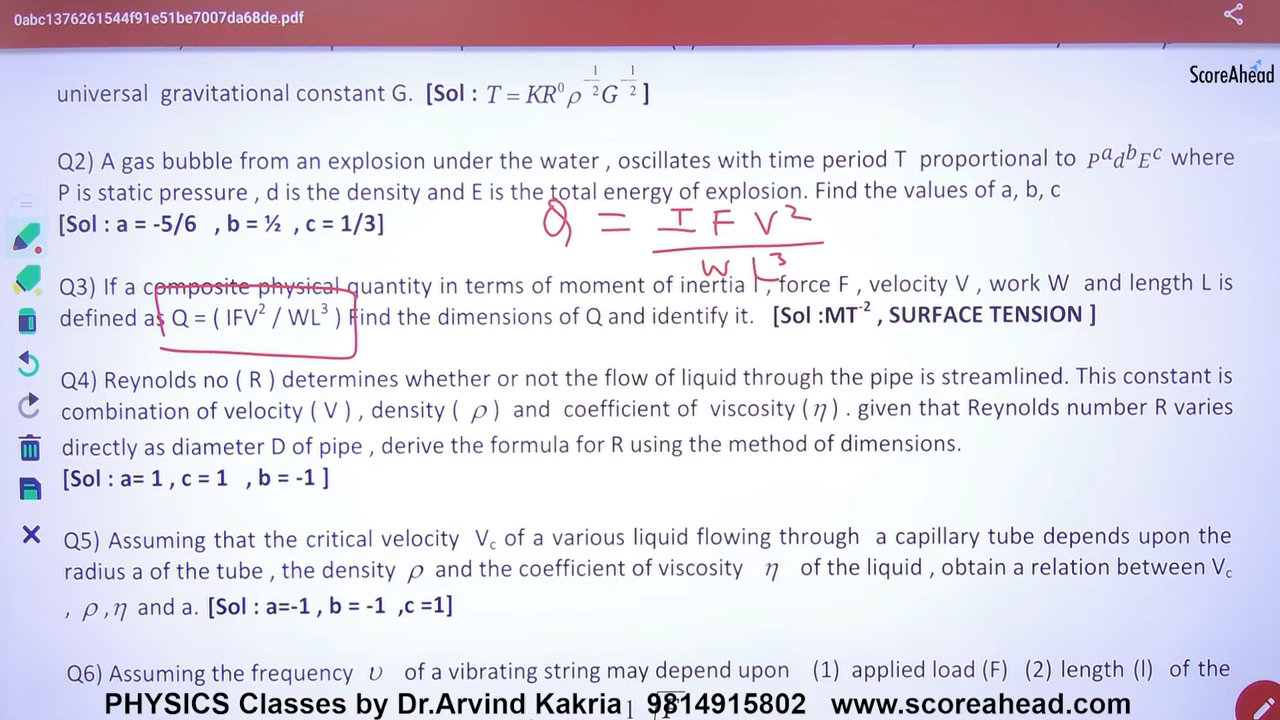 0abc1376261544f91e51be7007da68de.pdf
ScoreAhead
universal gravitational constant G. [Sol : T = KR⁰ ρ^(-1/2) G^(-1/2) ]
Q2) A gas bubble from an explosion under the water , oscillates with time period T proportional to PᵃdᵇEᶜ where
P is static pressure , d is the density and E is the total energy of explosion. Find the values of a, b, c
[Sol : a = -5/6 , b = ½ , c = 1/3]
Q = I F V² / W L³
Q3) If a composite physical quantity in terms of moment of inertia I , force F , velocity V , work W and length L is
defined as Q = ( IFV² / WL³ ) Find the dimensions of Q and identify it. [Sol :MT⁻² , SURFACE TENSION ]
Q4) Reynolds no ( R ) determines whether or not the flow of liquid through the pipe is streamlined. This constant is
combination of velocity ( V ) , density ( ρ ) and coefficient of viscosity ( η ) . given that Reynolds number R varies
directly as diameter D of pipe , derive the formula for R using the method of dimensions.
[Sol : a= 1 , c = 1 , b = -1 ]
Q5) Assuming that the critical velocity Vc of a various liquid flowing through a capillary tube depends upon the
radius a of the tube , the density ρ and the coefficient of viscosity η of the liquid , obtain a relation between Vc
, ρ , η and a. [Sol : a=-1 , b = -1 ,c =1]
Q6) Assuming the frequency υ of a vibrating string may depend upon (1) applied load (F) (2) length (l) of the
PHYSICS Classes by Dr.Arvind Kakria 9814915802 www.scoreahead.com